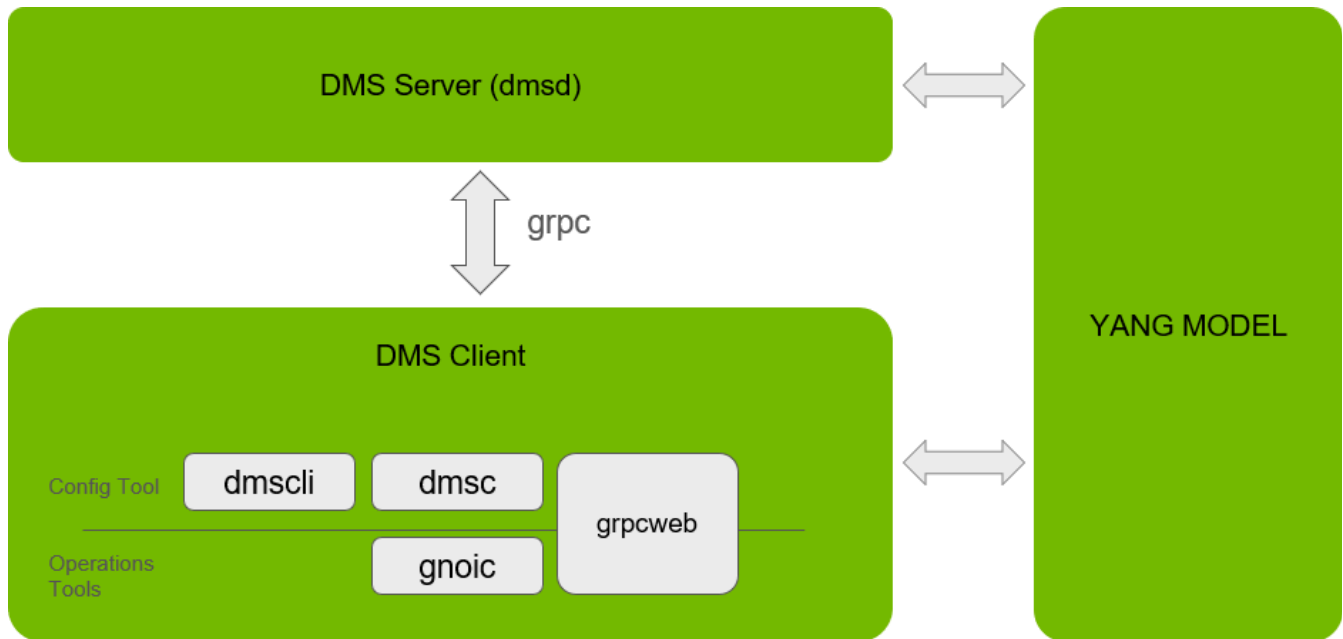 DMS Server (dmsd)
grpc
YANG MODEL
DMS Client
Config Tool
dmscli
dmsc
grpcweb
Operations
Tools
gnoic